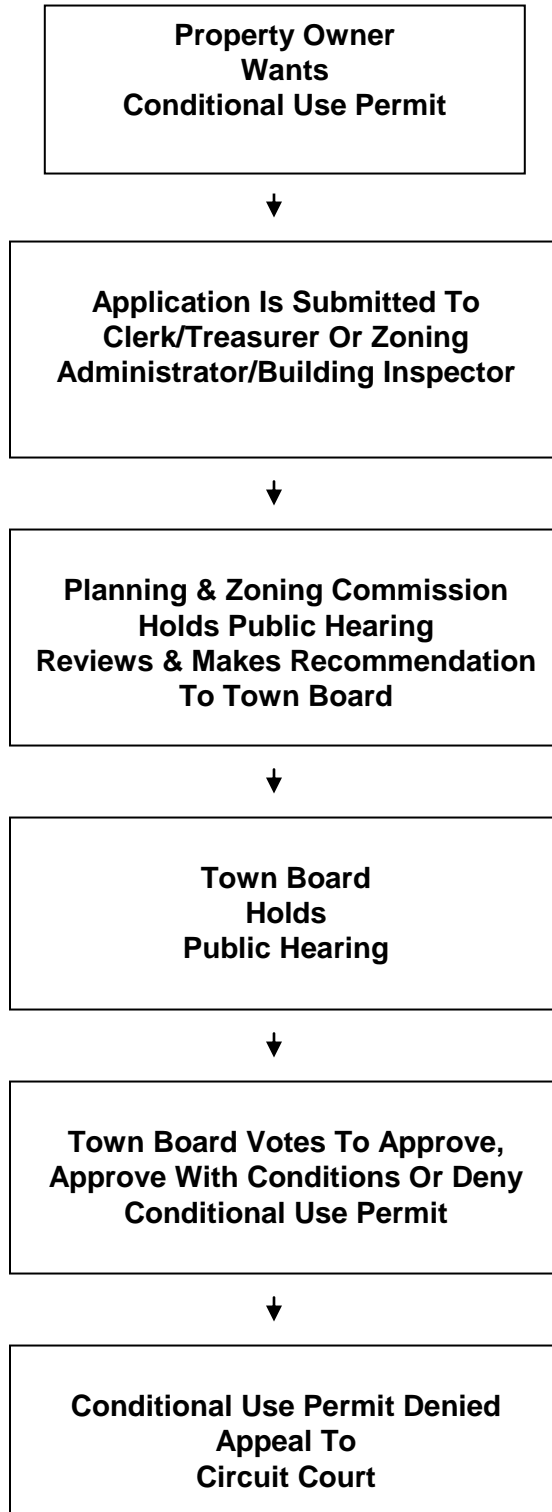 Property Owner
Wants
Conditional Use Permit
Application Is Submitted To
Clerk/Treasurer Or Zoning
Administrator/Building Inspector
Planning & Zoning Commission
Holds Public Hearing
Reviews & Makes Recommendation
To Town Board
Town Board
Holds
Public Hearing
Town Board Votes To Approve,
Approve With Conditions Or Deny
Conditional Use Permit
Conditional Use Permit Denied
Appeal To
Circuit Court